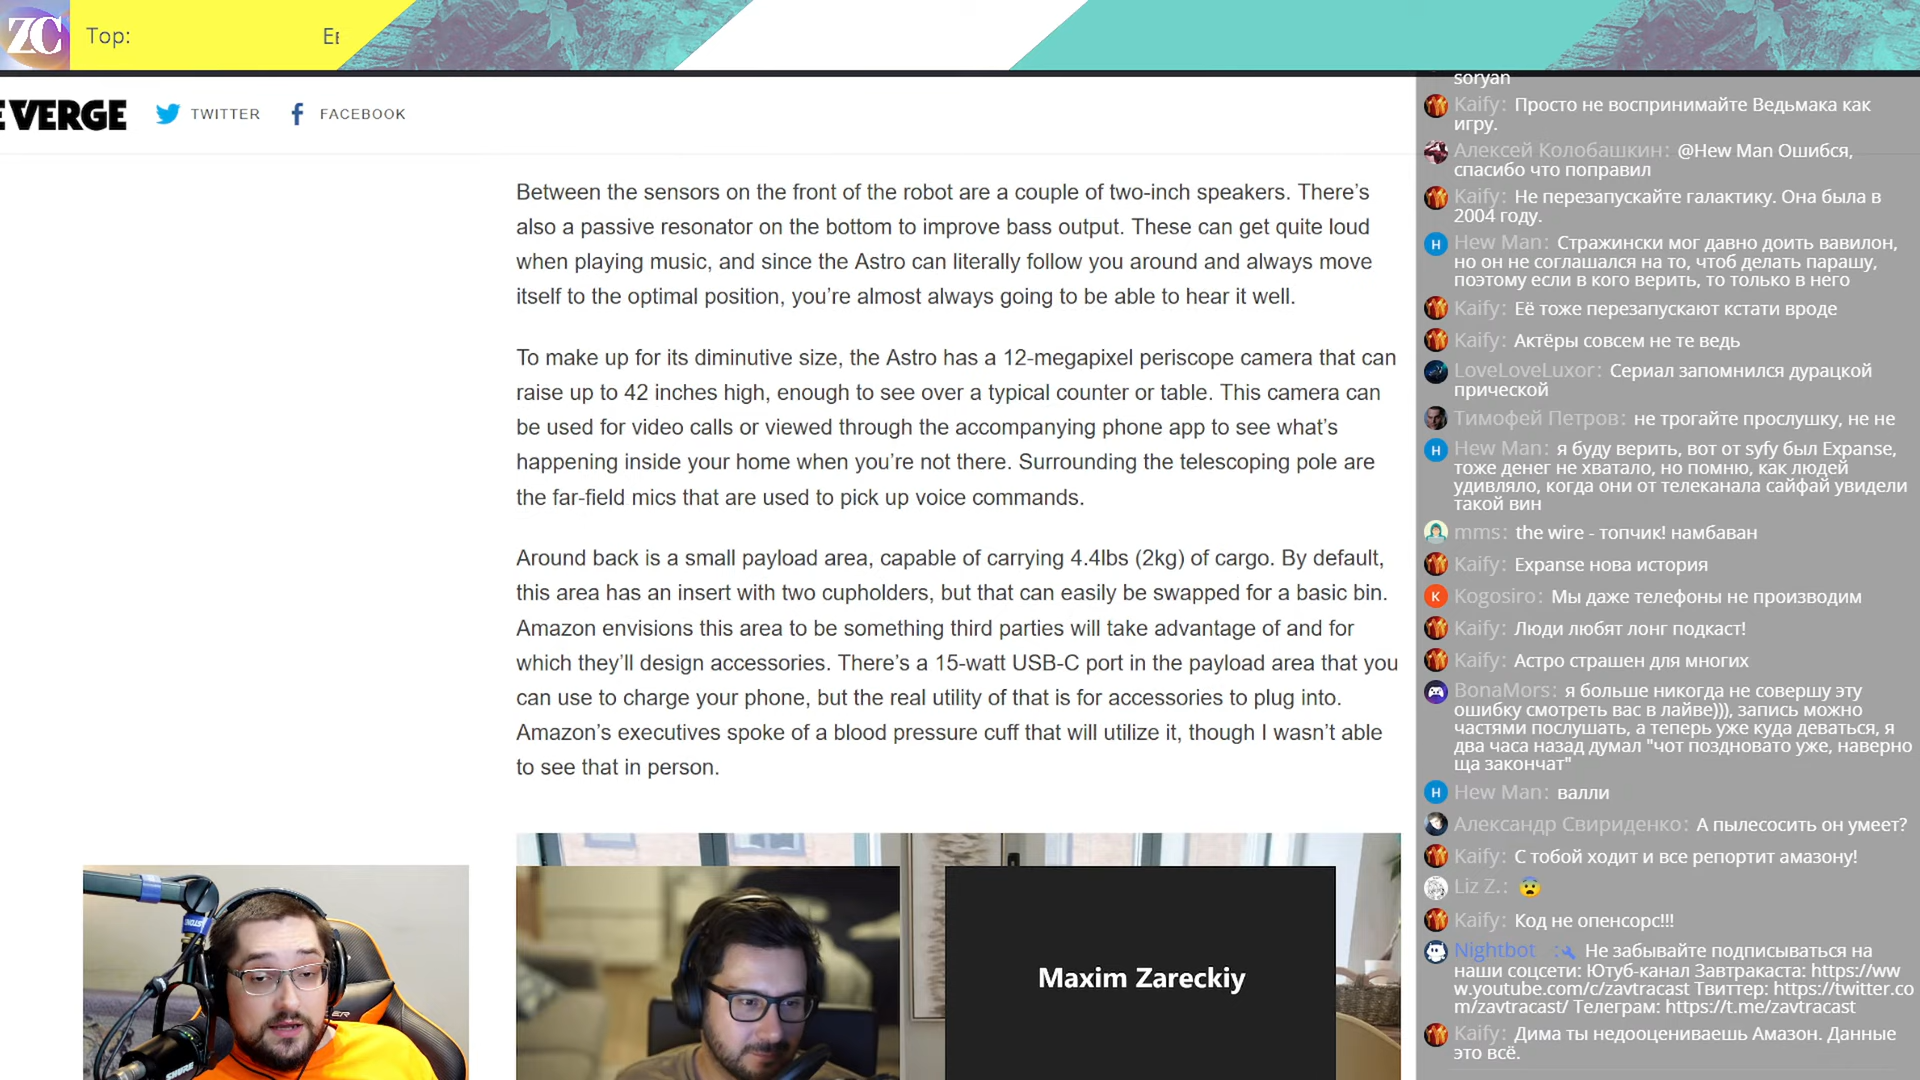 ZC
Top:
E VERGE
TWITTER
FACEBOOK
Between the sensors on the front of the robot are a couple of two-inch speakers. There’s
also a passive resonator on the bottom to improve bass output. These can get quite loud
when playing music, and since the Astro can literally follow you around and always move
itself to the optimal position, you’re almost always going to be able to hear it well.
To make up for its diminutive size, the Astro has a 12-megapixel periscope camera that can
raise up to 42 inches high, enough to see over a typical counter or table. This camera can
be used for video calls or viewed through the accompanying phone app to see what’s
happening inside your home when you’re not there. Surrounding the telescoping pole are
the far-field mics that are used to pick up voice commands.
Around back is a small payload area, capable of carrying 4.4lbs (2kg) of cargo. By default,
this area has an insert with two cupholders, but that can easily be swapped for a basic bin.
Amazon envisions this area to be something third parties will take advantage of and for
which they’ll design accessories. There’s a 15-watt USB-C port in the payload area that you
can use to charge your phone, but the real utility of that is for accessories to plug into.
Amazon’s executives spoke of a blood pressure cuff that will utilize it, though I wasn’t able
to see that in person.
Maxim Zareckiy
SHURE
soryan
Kaify: Просто не воспринимайте Ведьмака как
игру.
Алексей Колобашкин: @Hew Man Ошибся,
спасибо что поправил
Kaify: Не перезапускайте галактику. Она была в
2004 году.
H Hew Man: Стражински мог давно доить вавилон,
но он не соглашался на то, чтоб делать парашу,
поэтому если в кого верить, то только в него
Kaify: Её тоже перезапускают кстати вроде
Kaify: Актёры совсем не те ведь
LoveLoveLuxor: Сериал запомнился дурацкой
прической
Тимофей Петров: не трогайте прослушку, не не
H Hew Man: я буду верить, вот от syfy был Expanse,
тоже денег не хватало, но помню, как людей
удивляло, когда они от телеканала сайфай увидели
такой вин
mms: the wire - топчик! намбаван
Kaify: Expanse нова история
K Kogosiro: Мы даже телефоны не производим
Kaify: Люди любят лонг подкаст!
Kaify: Астро страшен для многих
BonaMors: я больше никогда не совершу эту
ошибку смотреть вас в лайве))), запись можно
частями послушать, а теперь уже куда деваться, я
два часа назад думал "чот поздновато уже, наверно
ща закончат"
H Hew Man: валли
Александр Свириденко: А пылесосить он умеет?
Kaify: С тобой ходит и все репортит амазону!
Liz Z.: 😨
Kaify: Код не опенсорс!!!
Nightbot : Не забывайте подписываться на
наши соцсети: Ютуб-канал Завтракаста: https://ww
w.youtube.com/c/zavtracast Твиттер: https://twitter.co
m/zavtracast/ Телеграм: https://t.me/zavtracast
Kaify: Дима ты недооцениваешь Амазон. Данные
это всё.